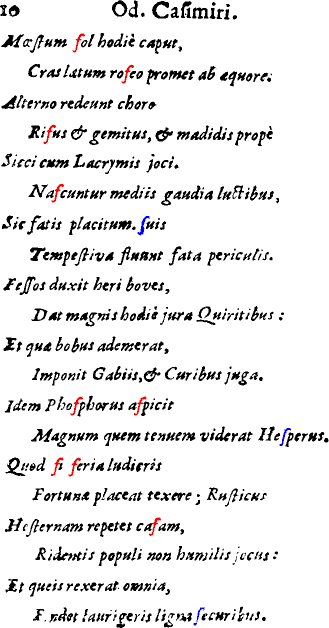 10 Od. Casimiri.
Mœſtum ſol hodiè caput,
Cras lætum roſeo promet ab æquore.
Alterno redeunt choro
Riſus & gemitus, & madidis propè
Sicci cum Lacrymis joci.
Naſcuntur mediis gaudia luctibus,
Sic fatis placitum. ſuis
Tempeſtiva fluunt fata periculis.
Feſſos duxit heri boves,
Dat magnis hodiè jura Quiritibus :
Et quæ bobus ademerat,
Imponit Gabiis, & Curibus juga.
Idem Phoſphorus aſpicit
Magnum quem tenuem viderat Heſperus.
Quod ſi ſeria ludicris
Fortunæ placeat texere ; Ruſticus
Heſternam repetet caſam,
Ridentis populi non humilis jocus :
Et queis rexerat omnia,
Findet laurigeris ligna ſecuribus.